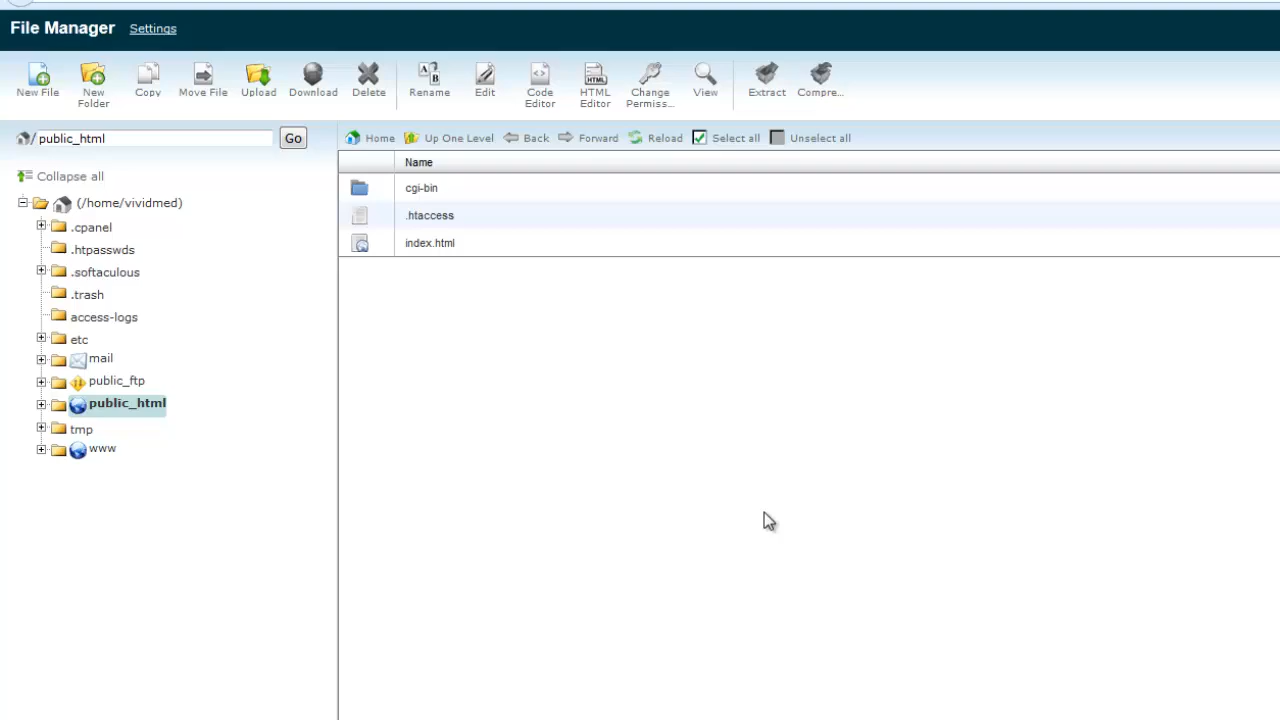 File Manager Settings
New File New Folder Copy Move File Upload Download Delete Rename Edit Code Editor HTML Editor Change Permiss... View Extract Compre...
/ public_html Go
Home Up One Level Back Forward Reload Select all Unselect all
Collapse all
(/home/vividmed)
.cpanel
.htpasswds
.softaculous
.trash
access-logs
etc
mail
public_ftp
public_html
tmp
www
Name
cgi-bin
.htaccess
index.html